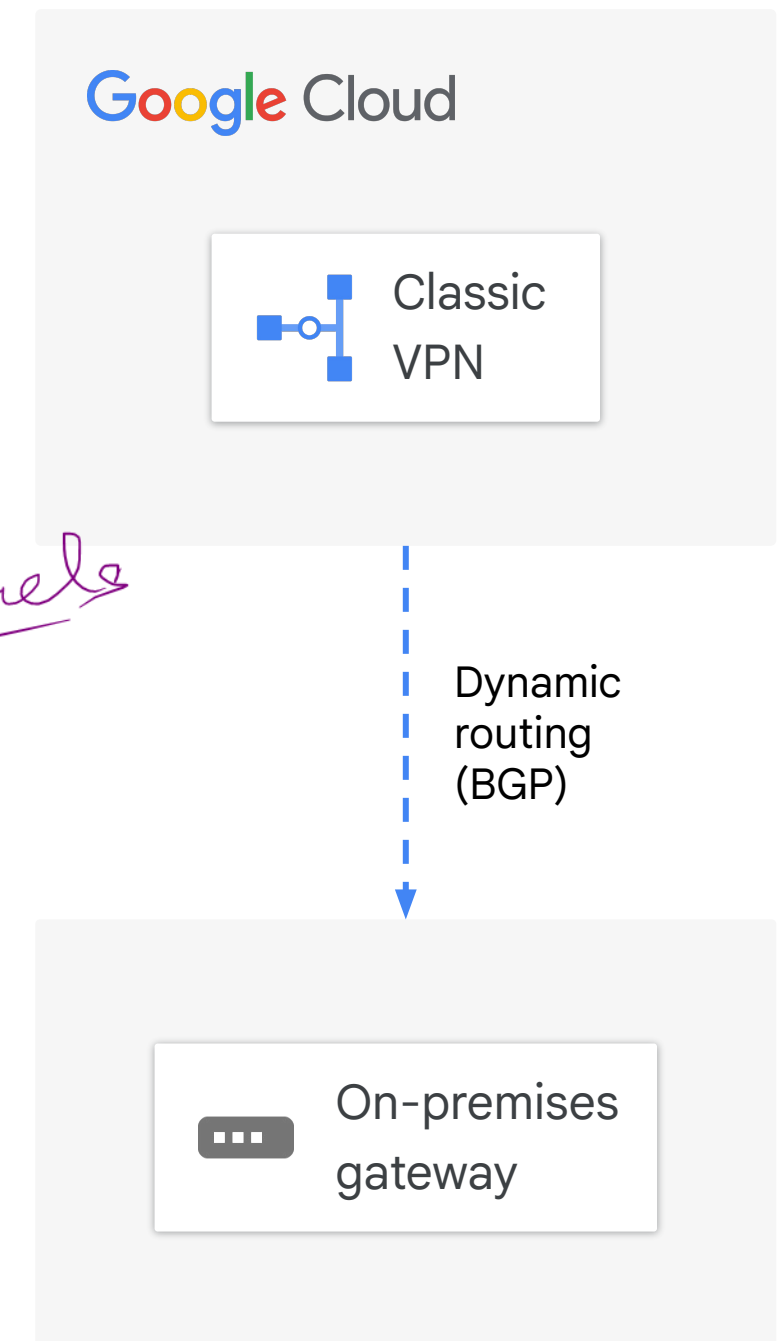 Google Cloud
Classic
VPN
Dynamic
routing
(BGP)
On-premises
gateway